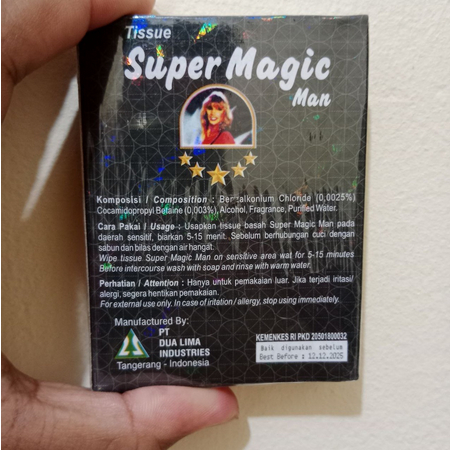 Tissue
Super Magic
Man
Komposisi / Composition : Benzalkonium Chloride (0,0025%)
Cocamidopropyl Betaine (0,003%), Alcohol, Fragrance, Purified Water.
Cara Pakai / Usage : Usapkan tissue basah Super Magic Man pada
daerah sensitif, biarkan 5-15 menit. Sebelum berhubungan cuci dengan
sabun dan bilas dengan air hangat.
Wipe tissue Super Magic Man on sensitive area wat for 5-15 minutes
Before intercourse wash with soap and rinse with warm water.
Perhatian / Attention : Hanya untuk pemakaian luar. Jika terjadi iritasi/
alergi, segera hentikan pemakaian.
For external use only. In case of irritation / allergy, stop using immediately.
Manufactured By:
PT
DUA LIMA
INDUSTRIES
Tangerang - Indonesia
KEMENKES RI PKD 20501800032
Baik digunakan sebelum
Best Before : 12.12.2025